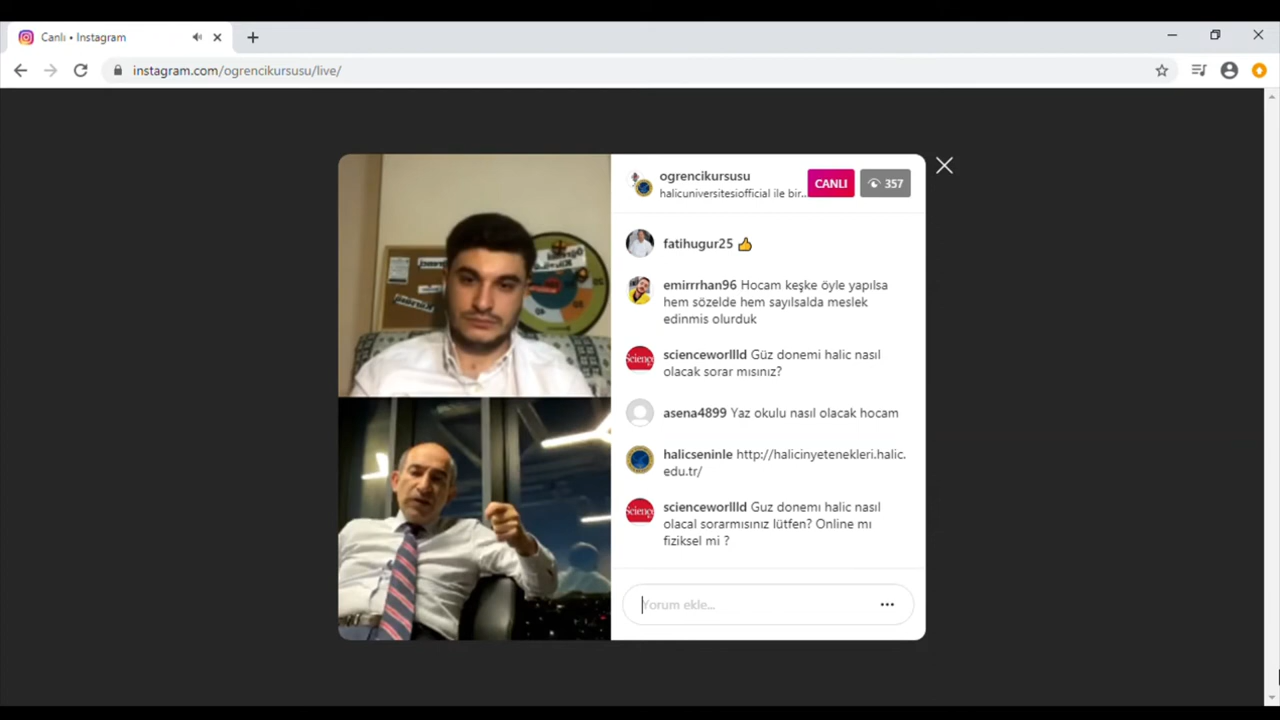 Canlı • Instagram
instagram.com/ogrencikursusu/live/
ogrencikursusu
halicuniversitesiofficial ile bir...
CANLI
357
fatihugur25 👍
emirrrhan96 Hocam keşke öyle yapılsa
hem sözelde hem sayılsalda meslek
edinmis olurduk
scienceworllld Güz donemi halic nasıl
olacak sorar mısınız?
asena4899 Yaz okulu nasıl olacak hocam
halicseninle http://halicinyetenekleri.halic.
edu.tr/
scienceworllld Guz donemı halic nasıl
olacal sorarmısınız lütfen? Online mı
fiziksel mi ?
Yorum ekle...